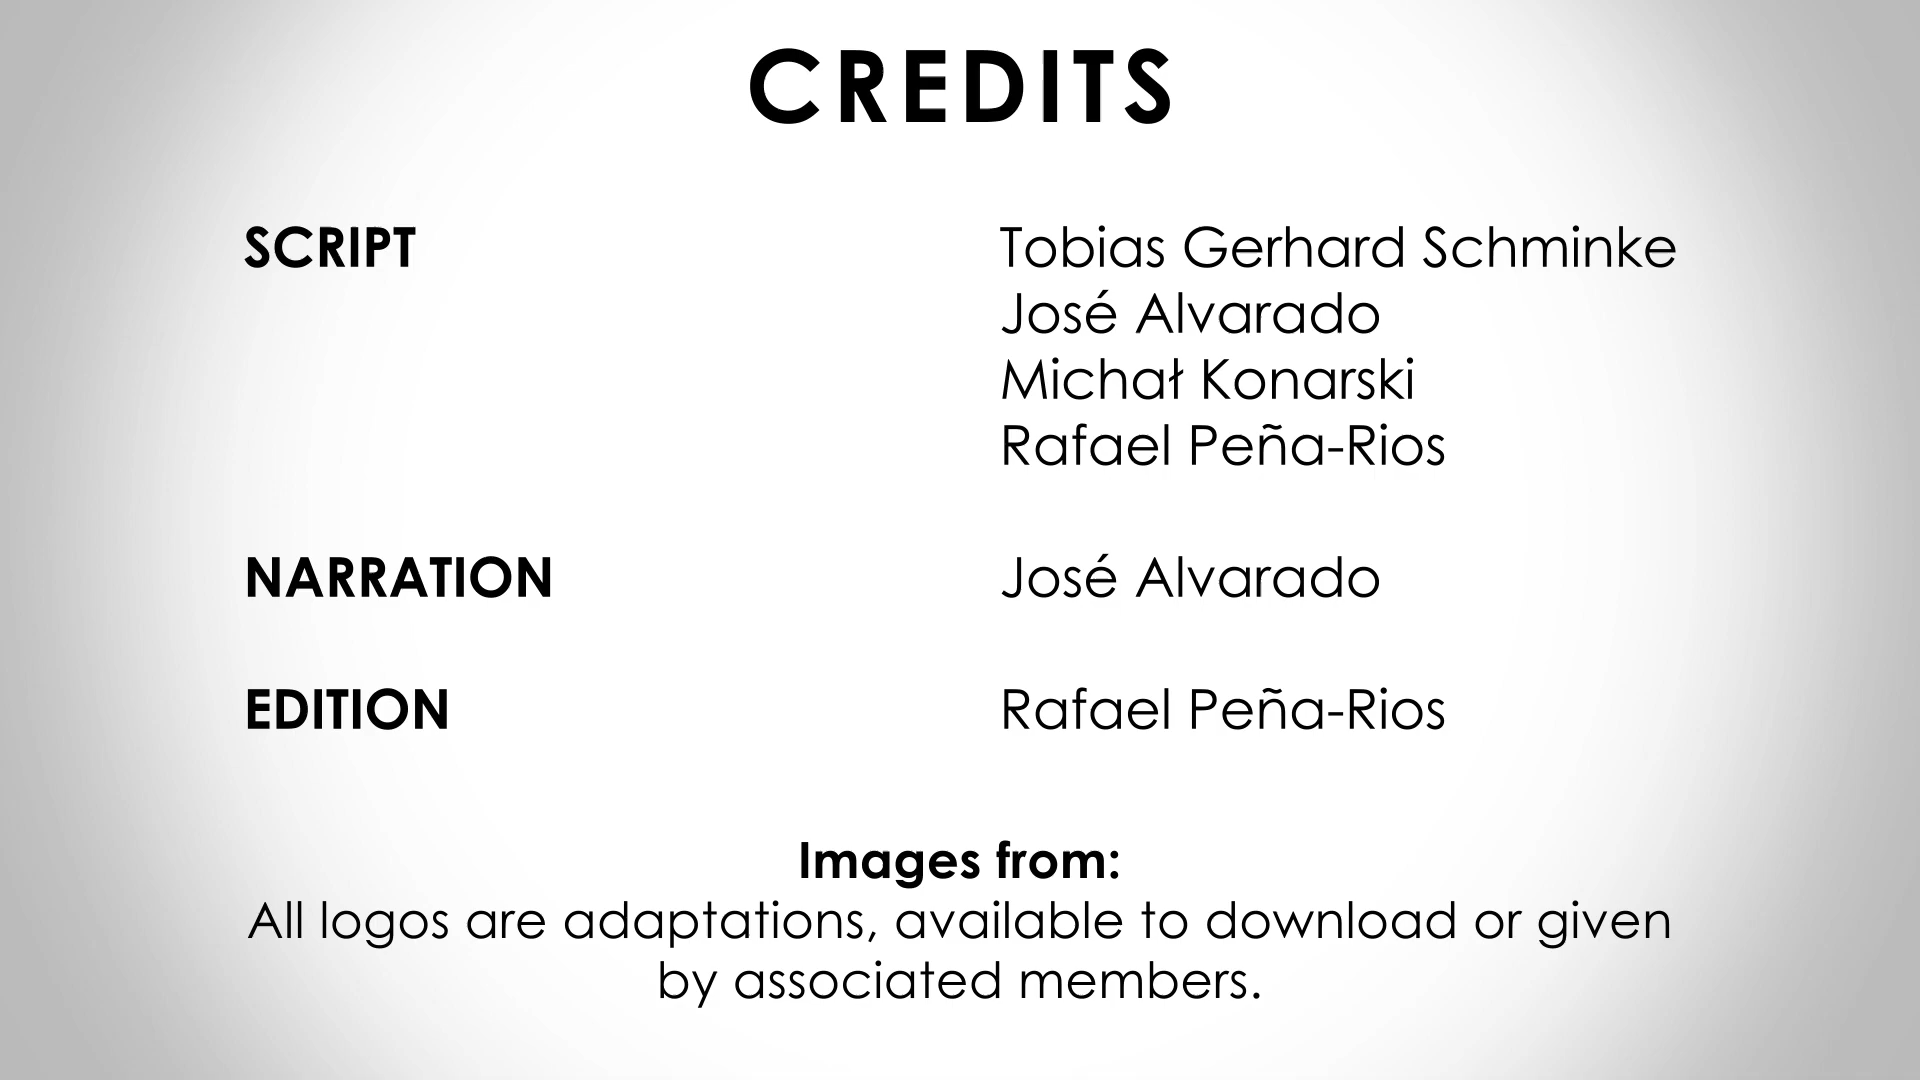 CREDITS
SCRIPT Tobias Gerhard Schminke
José Alvarado
Michał Konarski
Rafael Peña-Rios
NARRATION José Alvarado
EDITION Rafael Peña-Rios
Images from:
All logos are adaptations, available to download or given
by associated members.